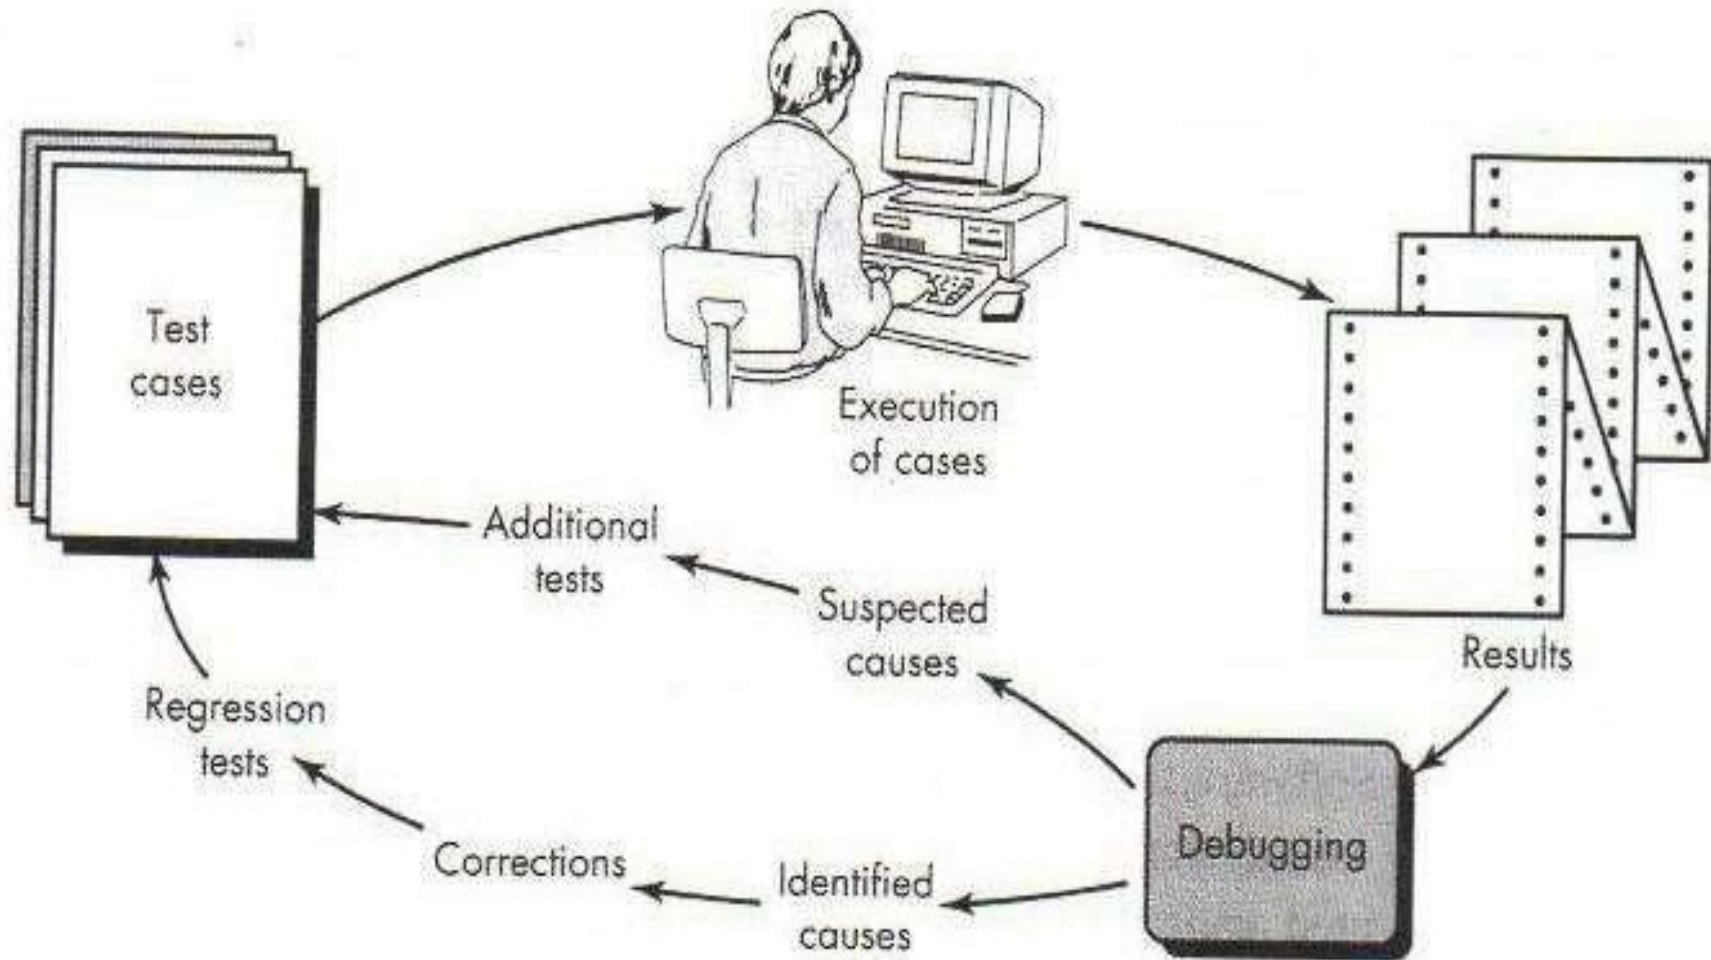 Test
cases
Execution
of cases
Results
Debugging
Suspected
causes
Additional
tests
Identified
causes
Corrections
Regression
tests